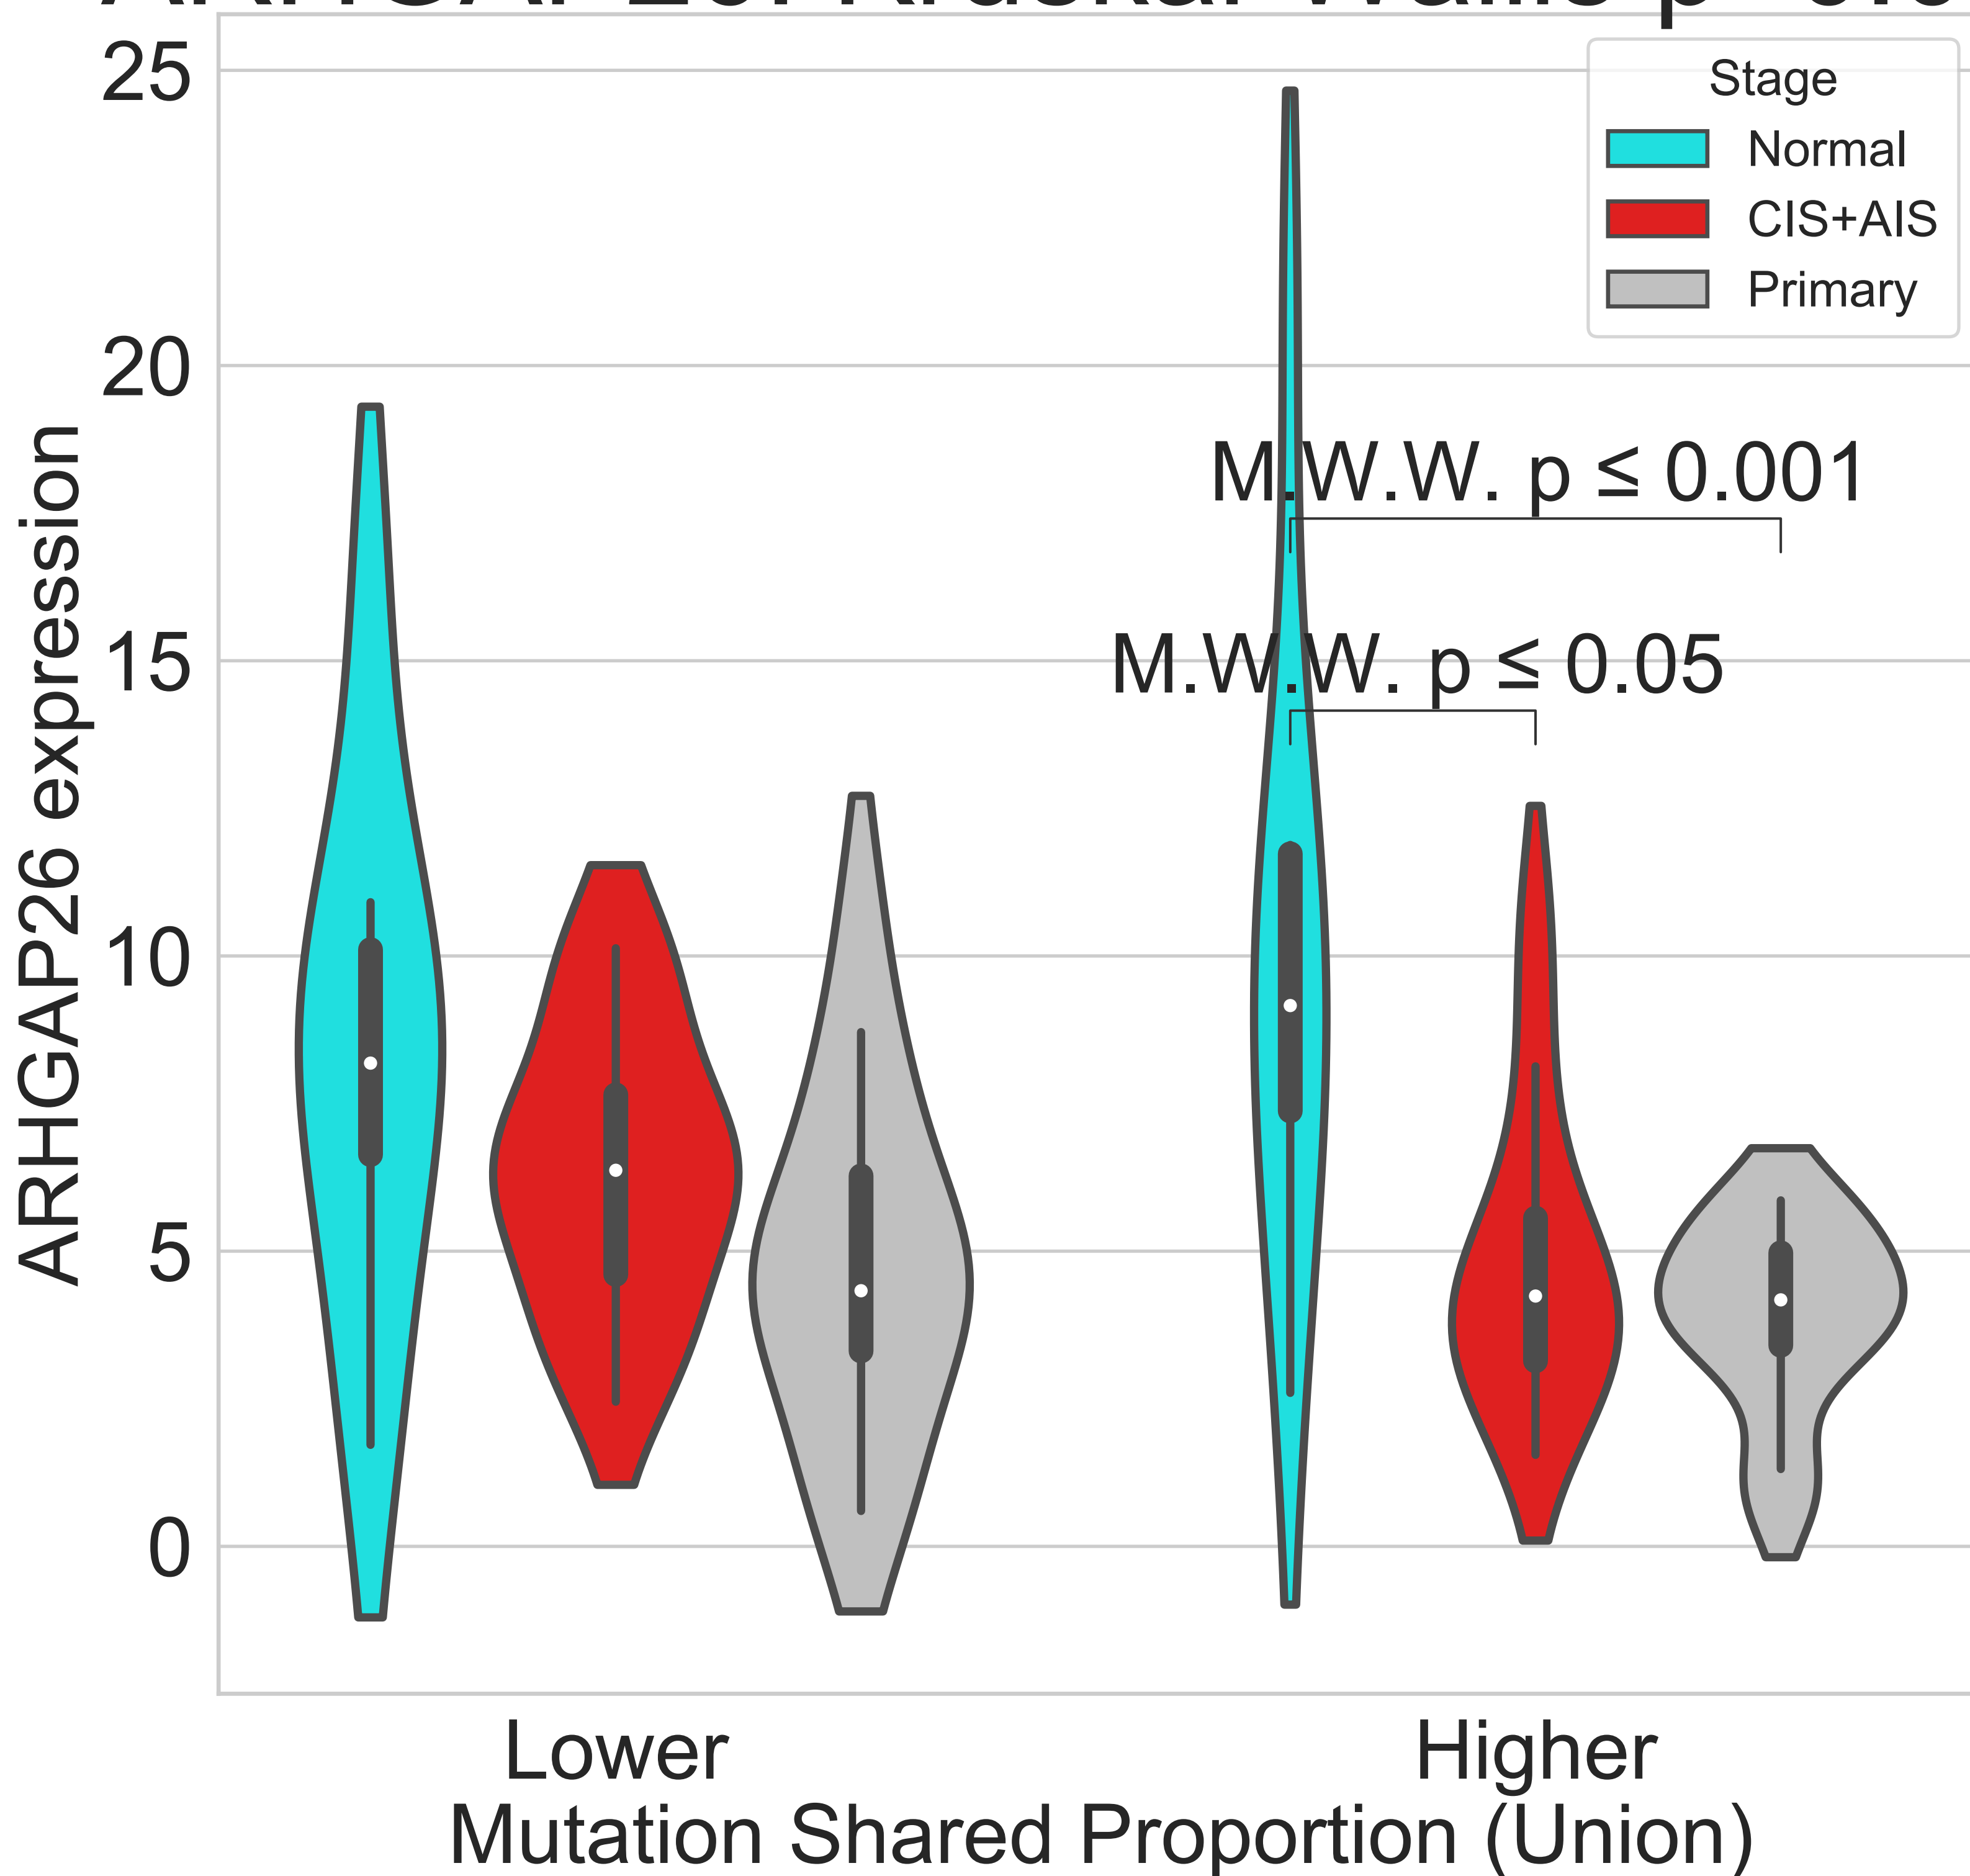 25
20
15
10
5
0
ARHGAP26 expression
Stage
Normal
CIS+AIS
Primary
M.W.W. p ≤ 0.001
M.W.W. p ≤ 0.05
Lower
Higher
Mutation Shared Proportion (Union)